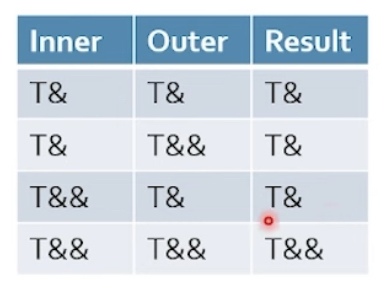 Inner Outer Result
T& T& T&
T& T&& T&
T&& T& T&
T&& T&& T&&